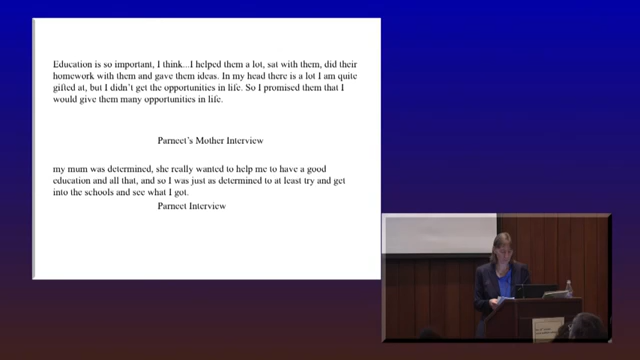 Education is so important, I think...I helped them a lot, sat with them, did their
homework with them and gave them ideas. In my head there is a lot I am quite
gifted at, but I didn't get the opportunities in life. So I promised them that I
would give them many opportunities in life.
Parneet's Mother Interview
my mum was determined, she really wanted to help me to have a good
education and all that, and so I was just as determined to at least try and get
into the schools and see what I got.
Parneet Interview